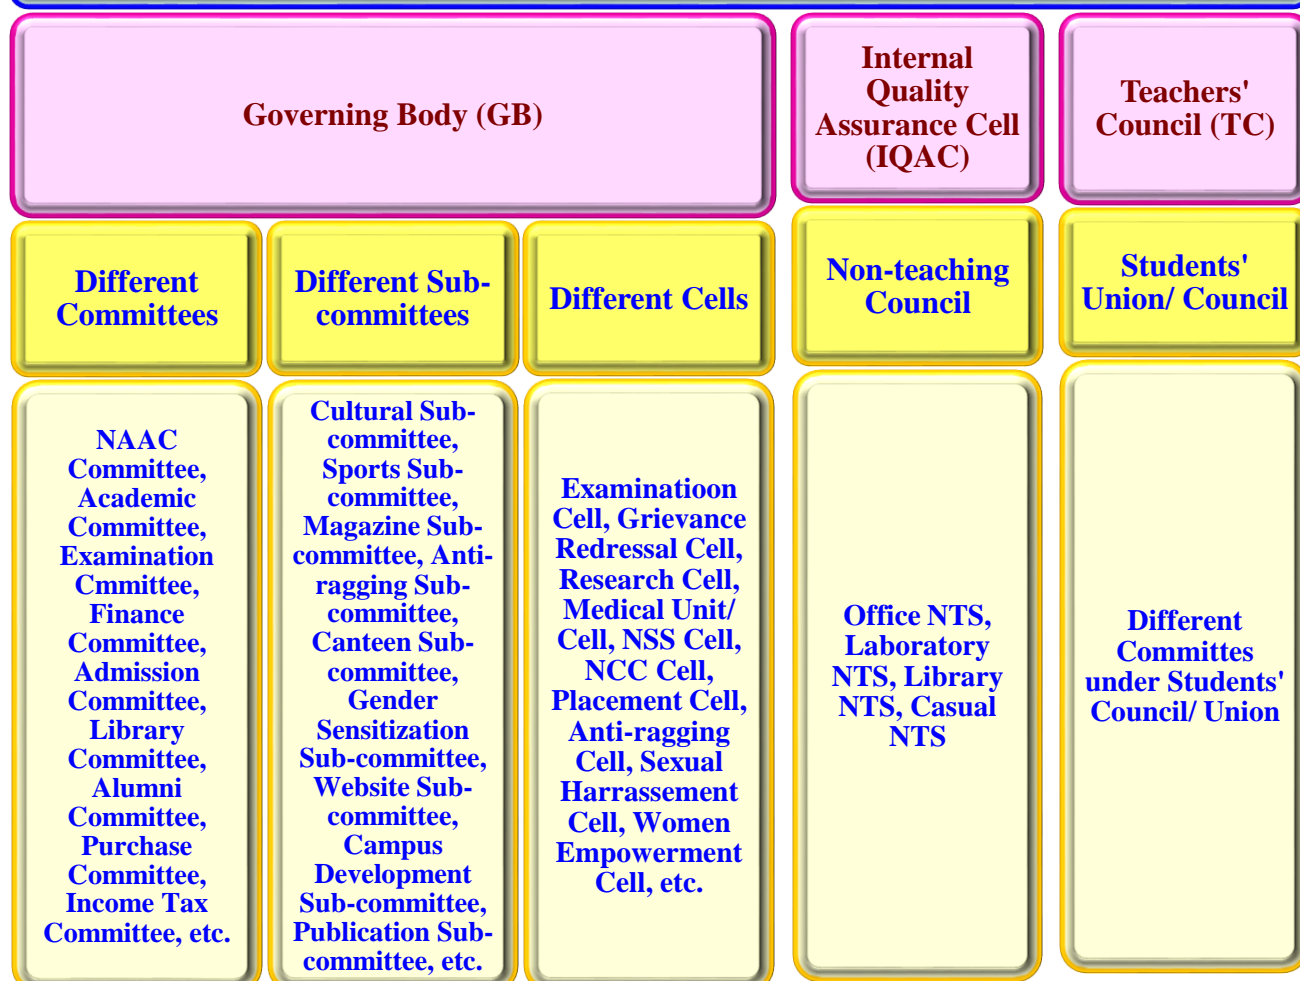 Governing Body (GB)
Internal
Quality
Assurance Cell
(IQAC)
Teachers'
Council (TC)
Different
Committees
Different Sub-
committees
Different Cells
Non-teaching
Council
Students'
Union/ Council
NAAC
Committee,
Academic
Committee,
Examination
Cmmittee,
Finance
Committee,
Admission
Committee,
Library
Committee,
Alumni
Committee,
Purchase
Committee,
Income Tax
Committee, etc.
Cultural Sub-
committee,
Sports Sub-
committee,
Magazine Sub-
committee, Anti-
ragging Sub-
committee,
Canteen Sub-
committee,
Gender
Sensitization
Sub-committee,
Website Sub-
committee,
Campus
Development
Sub-committee,
Publication Sub-
committee, etc.
Examinatioon
Cell, Grievance
Redressal Cell,
Research Cell,
Medical Unit/
Cell, NSS Cell,
NCC Cell,
Placement Cell,
Anti-ragging
Cell, Sexual
Harrassement
Cell, Women
Empowerment
Cell, etc.
Office NTS,
Laboratory
NTS, Library
NTS, Casual
NTS
Different
Committes
under Students'
Council/ Union